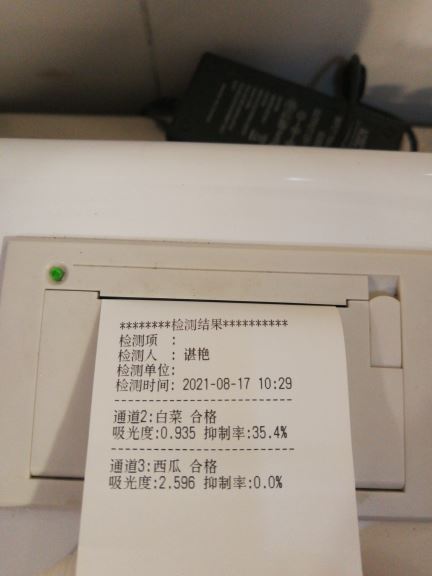 ********检测结果**********
检测项 :
检测人 : 谌艳
检测单位:
检测时间: 2021-08-17 10:29
------------------------------
通道2:白菜 合格
吸光度:0.935 抑制率:35.4%
------------------------------
通道3:西瓜 合格
吸光度:2.596 抑制率:0.0%